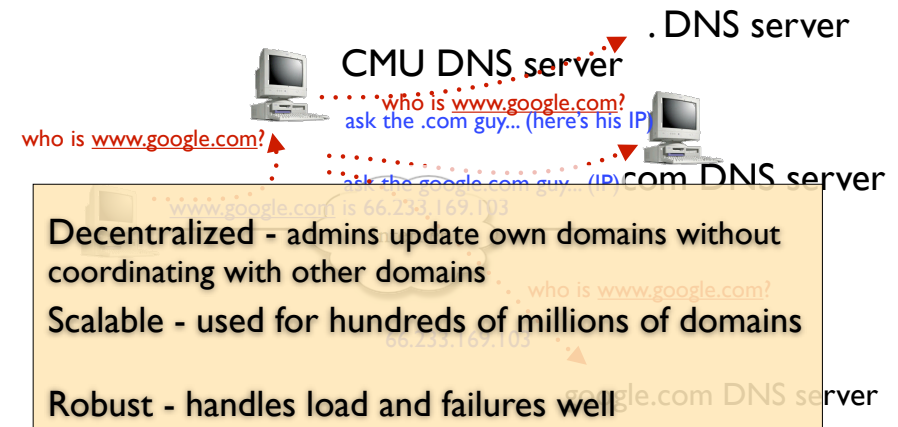 . DNS server
CMU DNS server
who is www.google.com?
ask the .com guy... (here's his IP)
who is www.google.com?
ask the google.com guy... (IP)
.com DNS server
www.google.com is 66.233.169.103
Decentralized - admins update own domains without
coordinating with other domains
who is www.google.com?
Scalable - used for hundreds of millions of domains
66.233.169.103
google.com DNS server
Robust - handles load and failures well